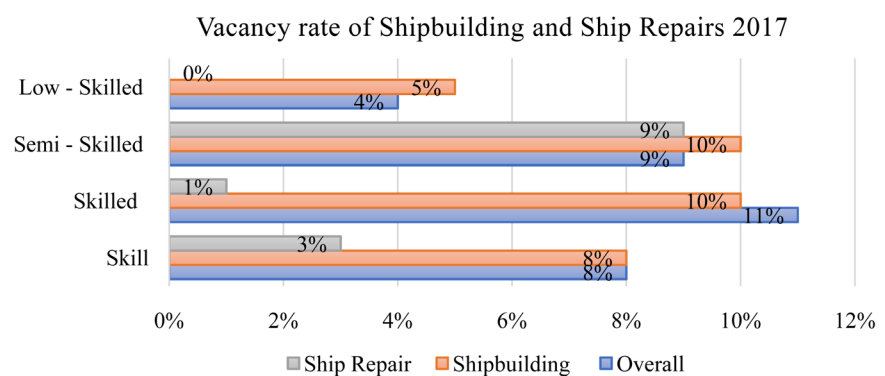 Vacancy rate of Shipbuilding and Ship Repairs 2017
Low - Skilled
0%
5%
4%
Semi - Skilled
9%
10%
9%
Skilled
1%
10%
11%
Skill
3%
8%
8%
0% 2% 4% 6% 8% 10% 12%
Ship Repair Shipbuilding Overall